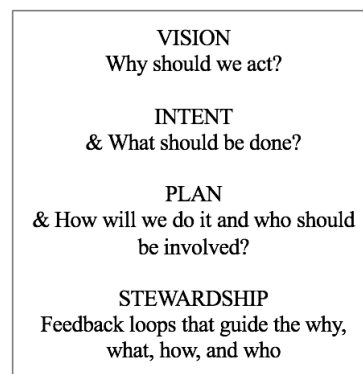 VISION
Why should we act?
INTENT
& What should be done?
PLAN
& How will we do it and who should
be involved?
STEWARDSHIP
Feedback loops that guide the why,
what, how, and who